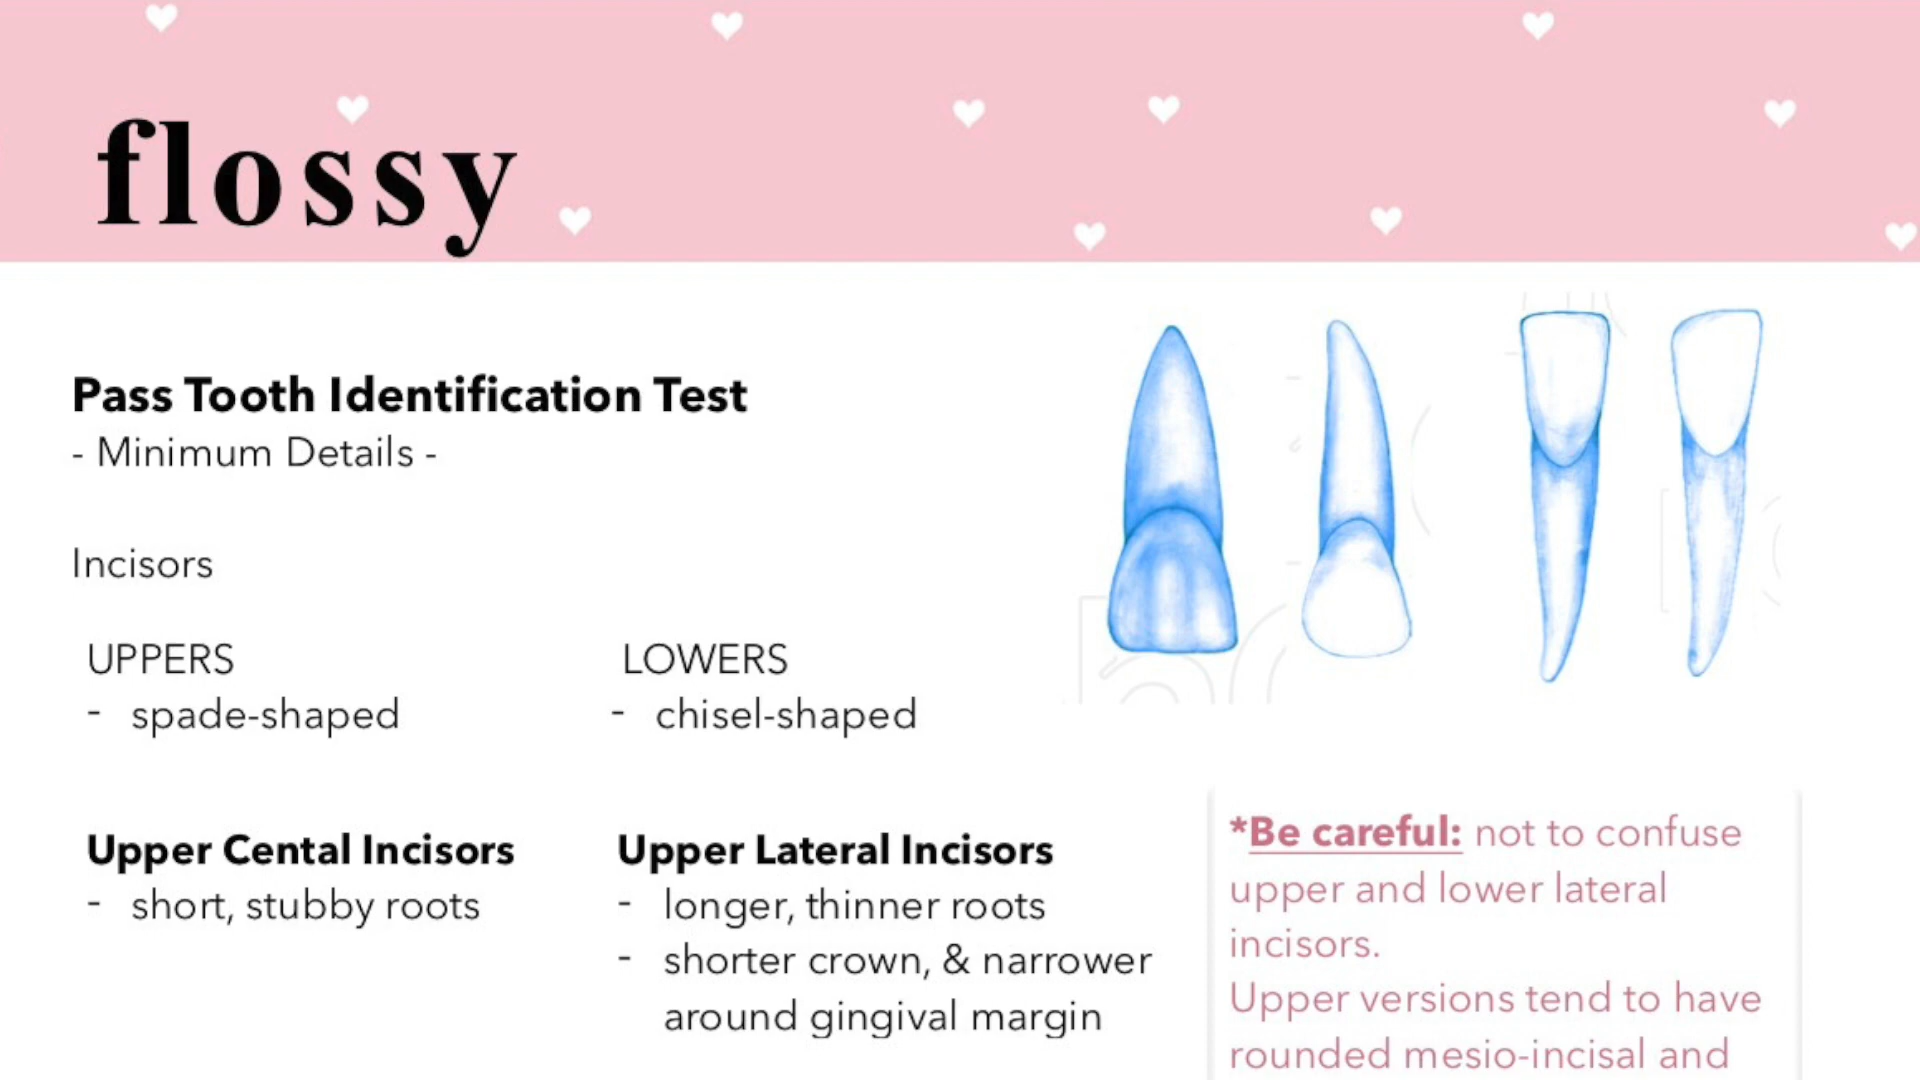 flossy
Pass Tooth Identification Test
- Minimum Details -
Incisors
UPPERS
- spade-shaped
LOWERS
- chisel-shaped
Upper Cental Incisors
- short, stubby roots
Upper Lateral Incisors
- longer, thinner roots
- shorter crown, & narrower
around gingival margin
*Be careful: not to confuse
upper and lower lateral
incisors.
Upper versions tend to have
rounded mesio-incisal and